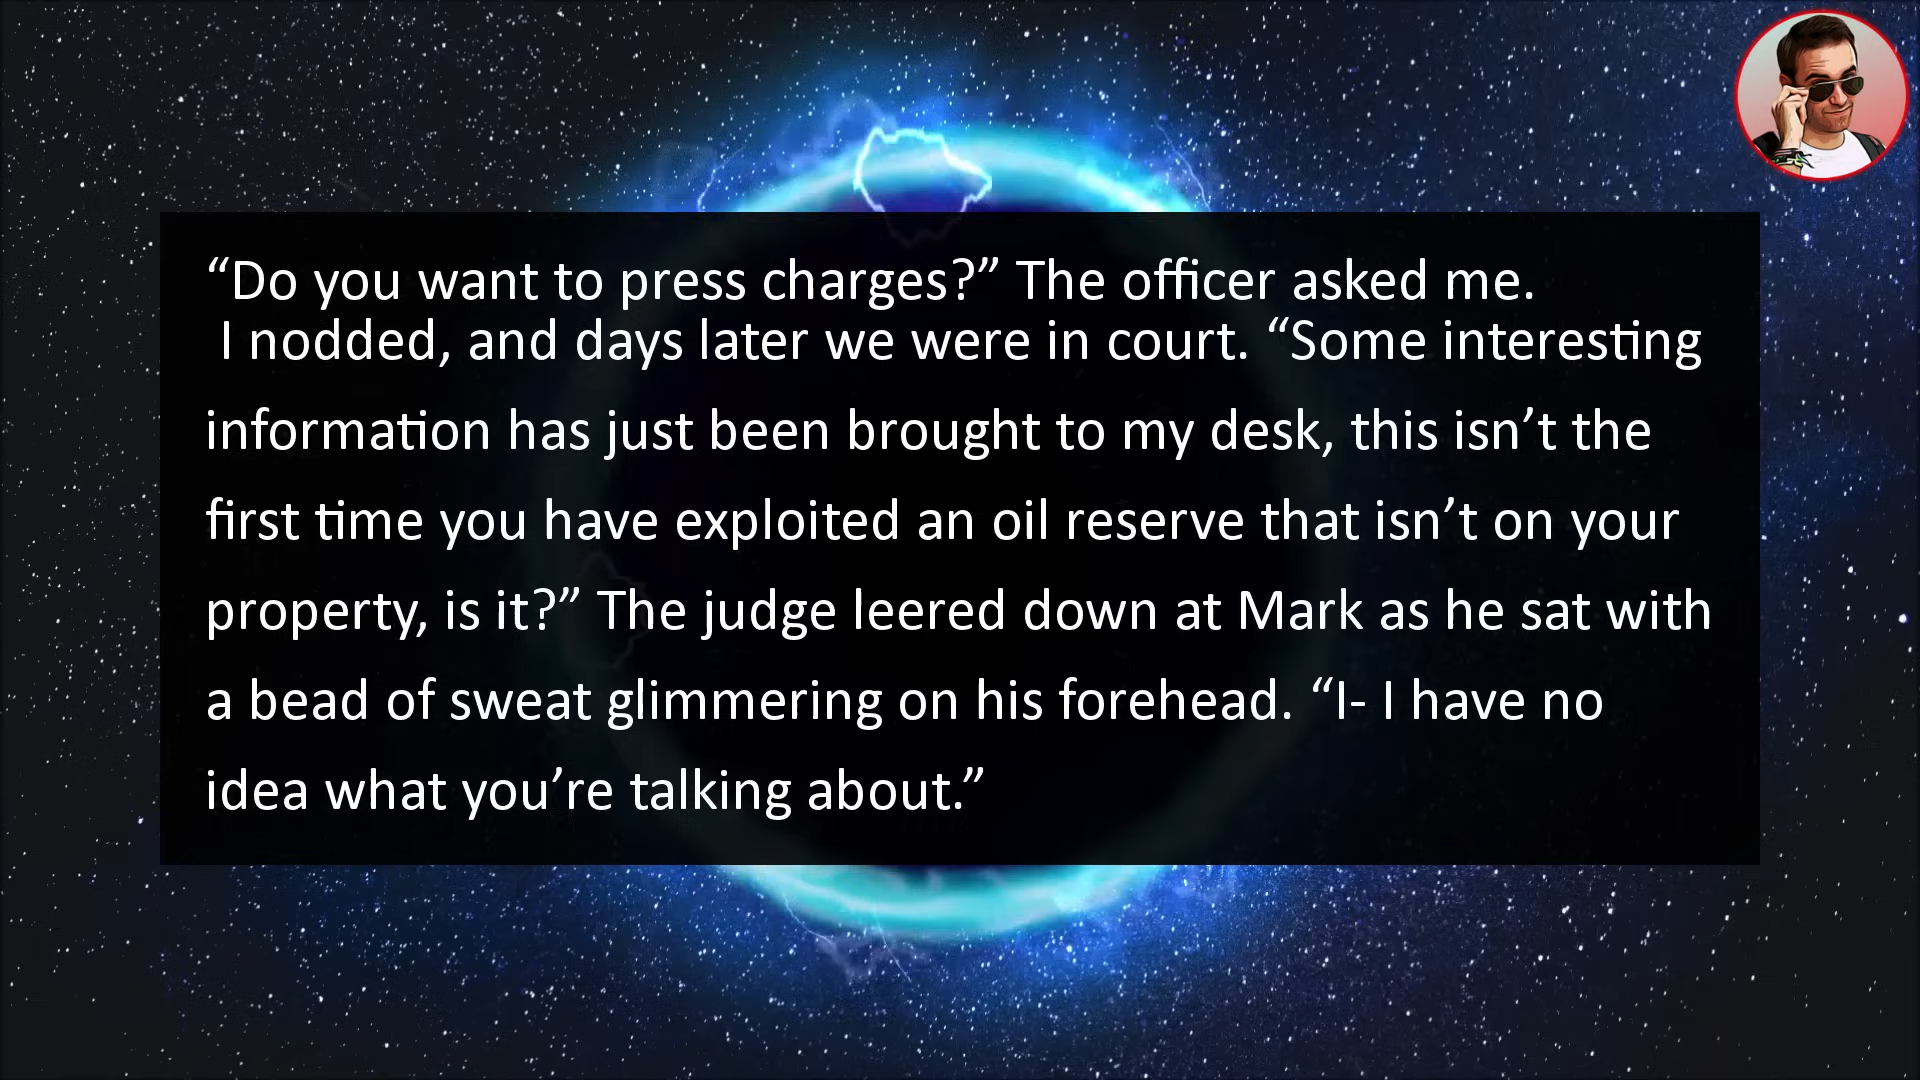 “Do you want to press charges?” The officer asked me.
I nodded, and days later we were in court. “Some interesting
information has just been brought to my desk, this isn’t the
first time you have exploited an oil reserve that isn’t on your
property, is it?” The judge leered down at Mark as he sat with
a bead of sweat glimmering on his forehead. “I- I have no
idea what you’re talking about.”